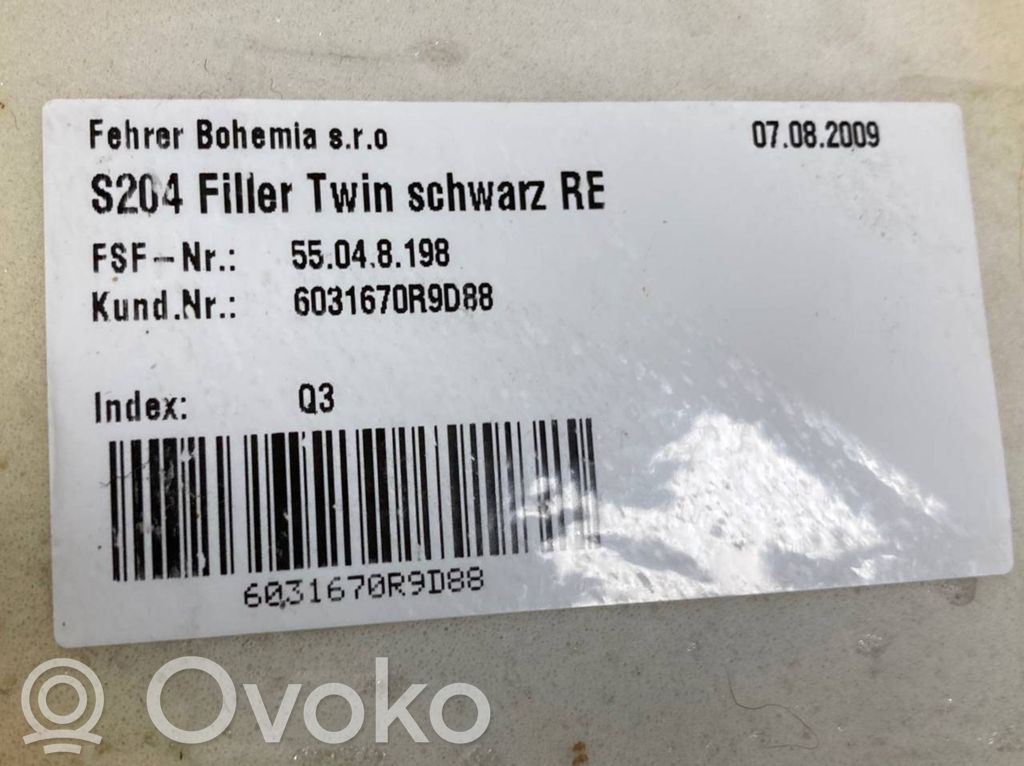 Fehrer Bohemia s.r.o 07.08.2009
S204 Filler Twin schwarz RE
FSF-Nr.: 55.04.8.198
Kund.Nr.: 6031670R9D88
Index: Q3
6031670R9D88
Ovoko